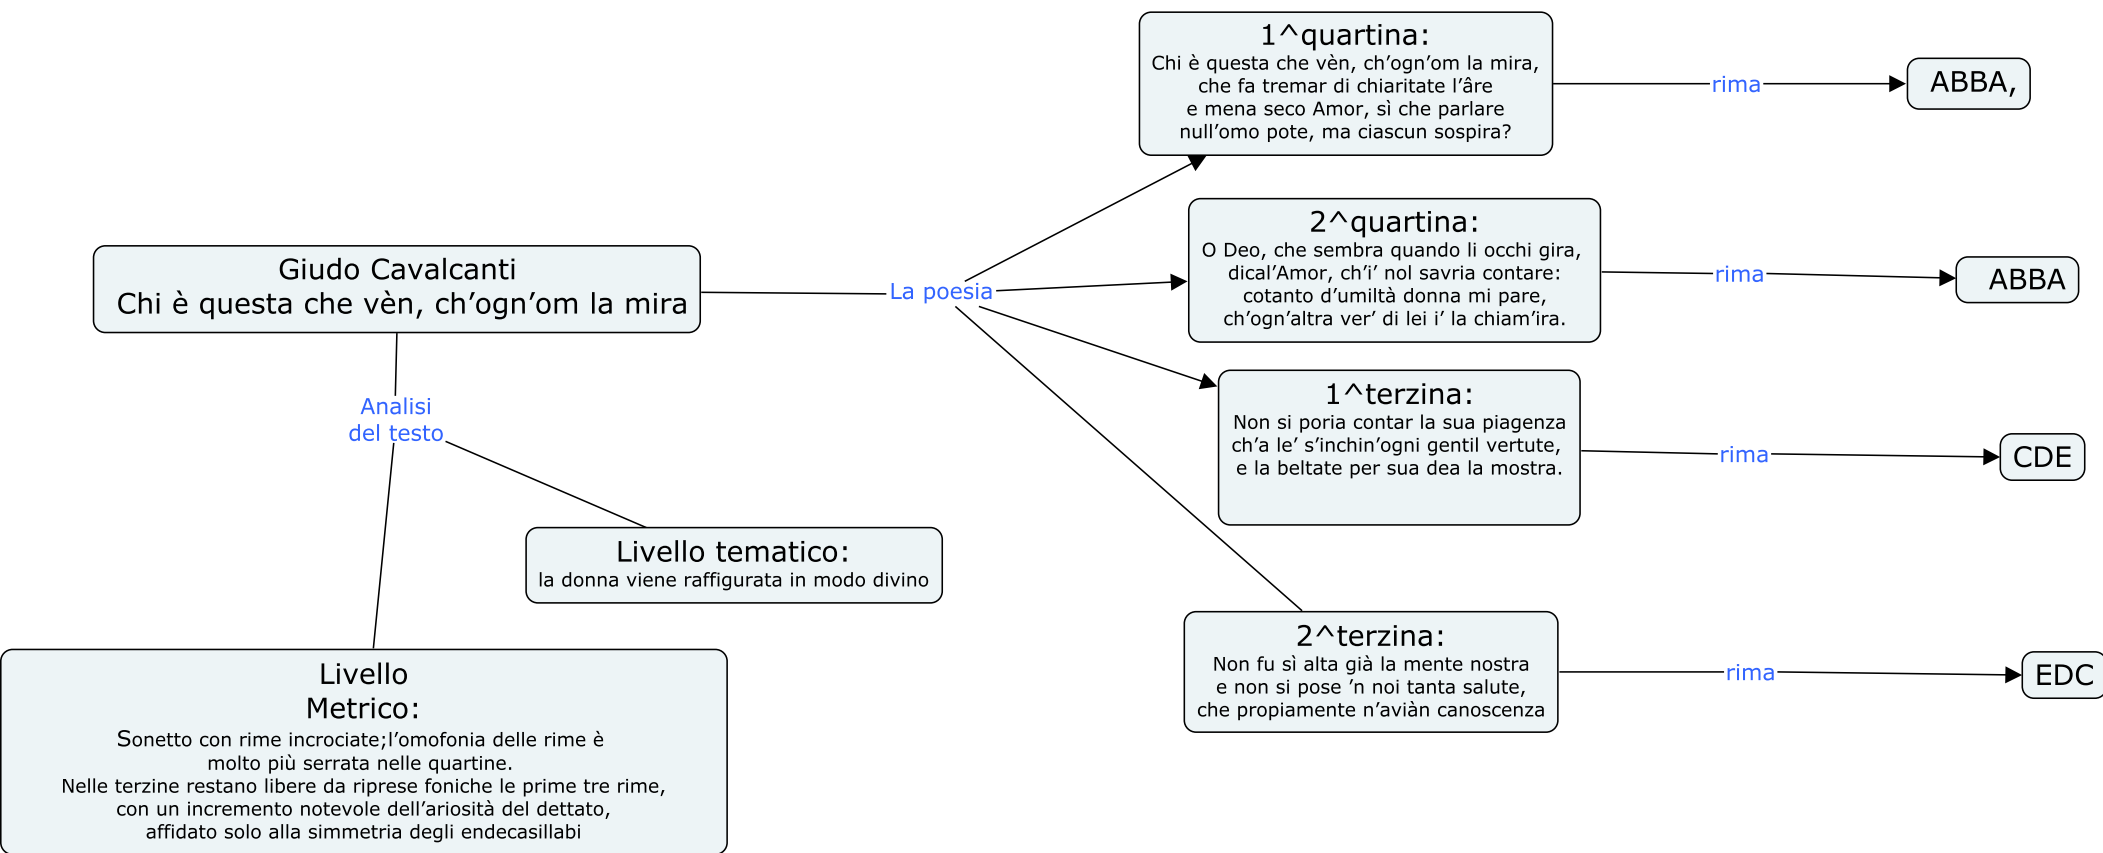 Giudo Cavalcanti
Chi è questa che vèn, ch’ogn’om la mira
La poesia
1^quartina:
Chi è questa che vèn, ch’ogn’om la mira,
che fa tremar di chiaritate l’âre
e mena seco Amor, sì che parlare
null’omo pote, ma ciascun sospira?
rima
ABBA,
2^quartina:
O Deo, che sembra quando li occhi gira,
dical’Amor, ch’i’ nol savria contare:
cotanto d’umiltà donna mi pare,
ch’ogn’altra ver’ di lei i’ la chiam’ira.
rima
ABBA
1^terzina:
Non si poria contar la sua piagenza
ch’a le’ s’inchin’ogni gentil vertute,
e la beltate per sua dea la mostra.
rima
CDE
2^terzina:
Non fu sì alta già la mente nostra
e non si pose ’n noi tanta salute,
che propiamente n’aviàn canoscenza
rima
EDC
Analisi
del testo
Livello tematico:
la donna viene raffigurata in modo divino
Livello
Metrico:
Sonetto con rime incrociate;l’omofonia delle rime è
molto più serrata nelle quartine.
Nelle terzine restano libere da riprese foniche le prime tre rime,
con un incremento notevole dell’ariosità del dettato,
affidato solo alla simmetria degli endecasillabi